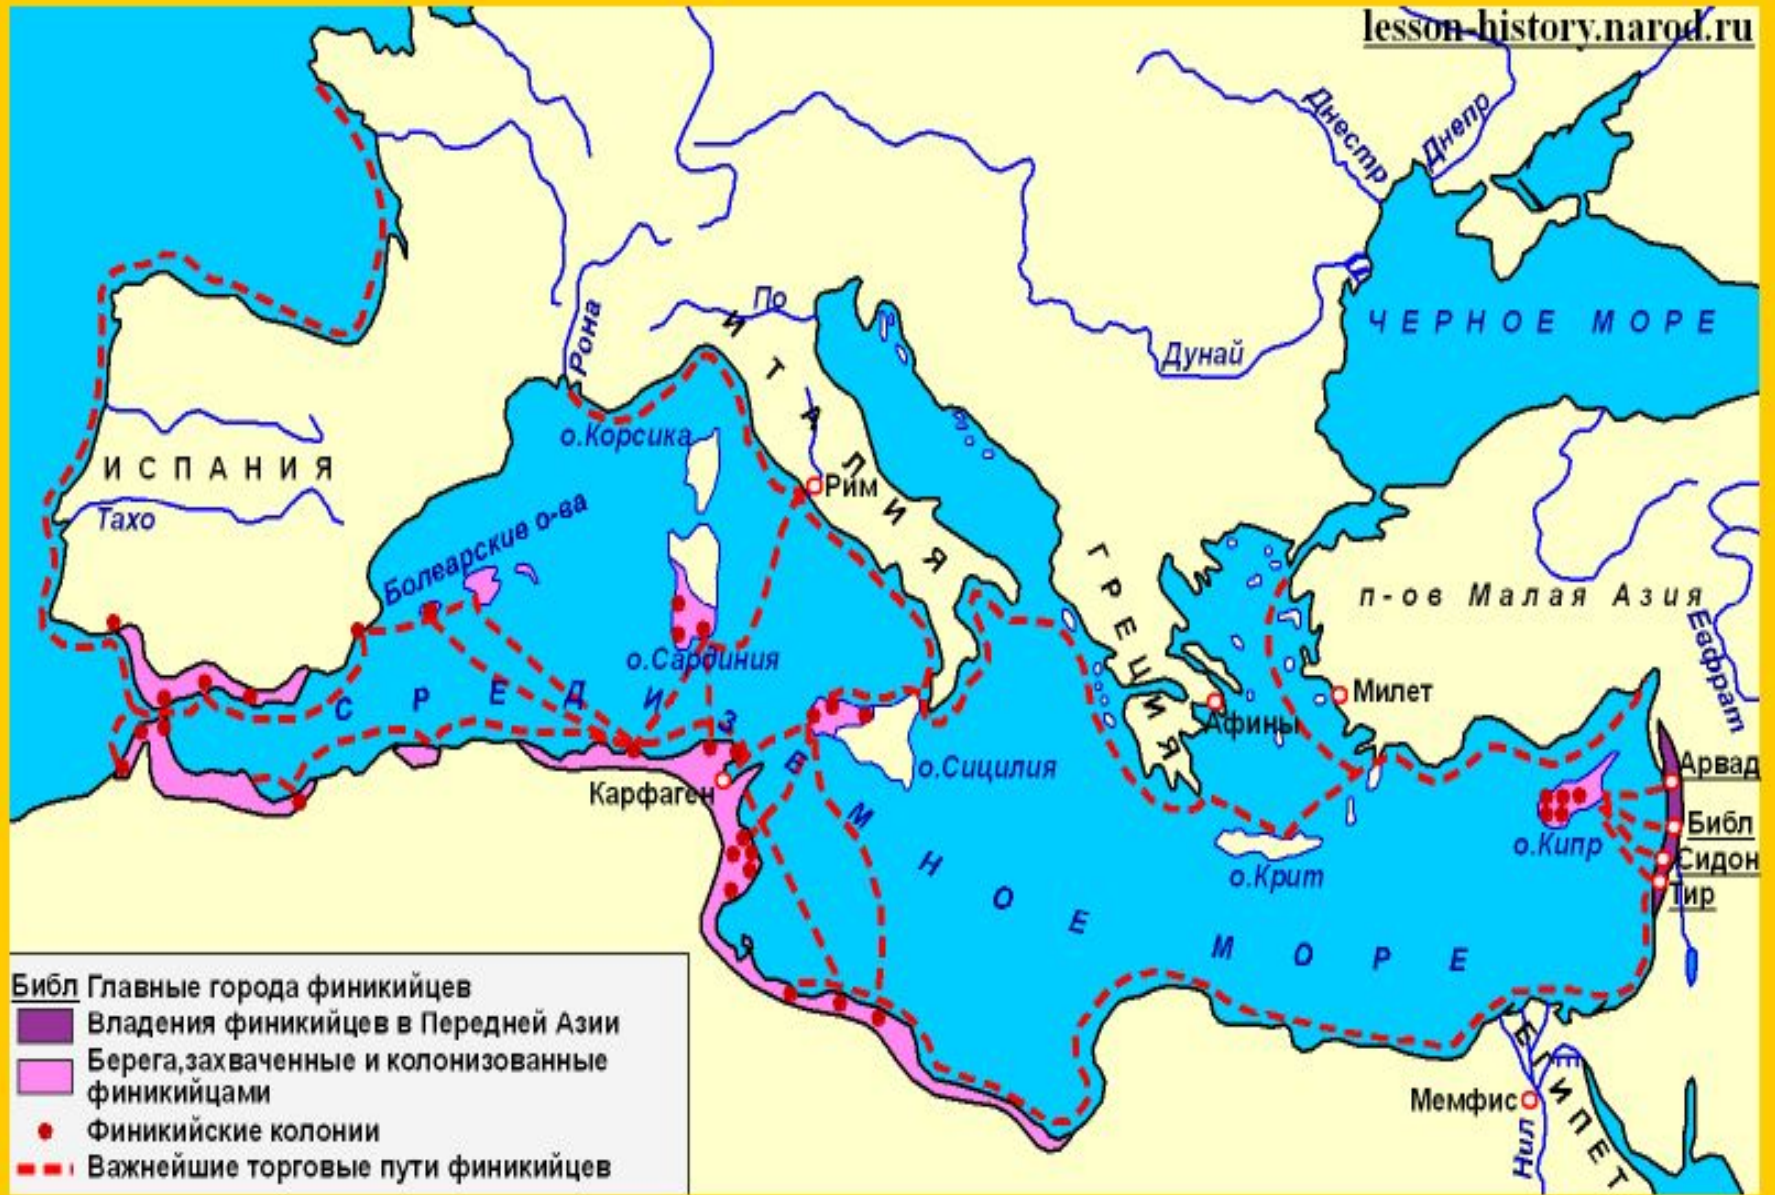 lesson-history.narod.ru
Днестр
Днепр
По
Рона
ИТАЛИЯ
Дунай
ЧЕРНОЕ МОРЕ
о.Корсика
ИСПАНИЯ
Тахо
Рим
Болеарские о-ва
ГРЕЦИЯ
п-ов Малая Азия
Евфрат
о.Сардиния
СРЕДИЗЕМНОЕ МОРЕ
Милет
Афины
о.Сицилия
Карфаген
Арвад
Библ
Сидон
Тир
о.Кипр
о.Крит
ЕГИПЕТ
Мемфис
Нил
Библ Главные города финикийцев
Владения финикийцев в Передней Азии
Берега,захваченные и колонизованные
финикийцами
Финикийские колонии
Важнейшие торговые пути финикийцев